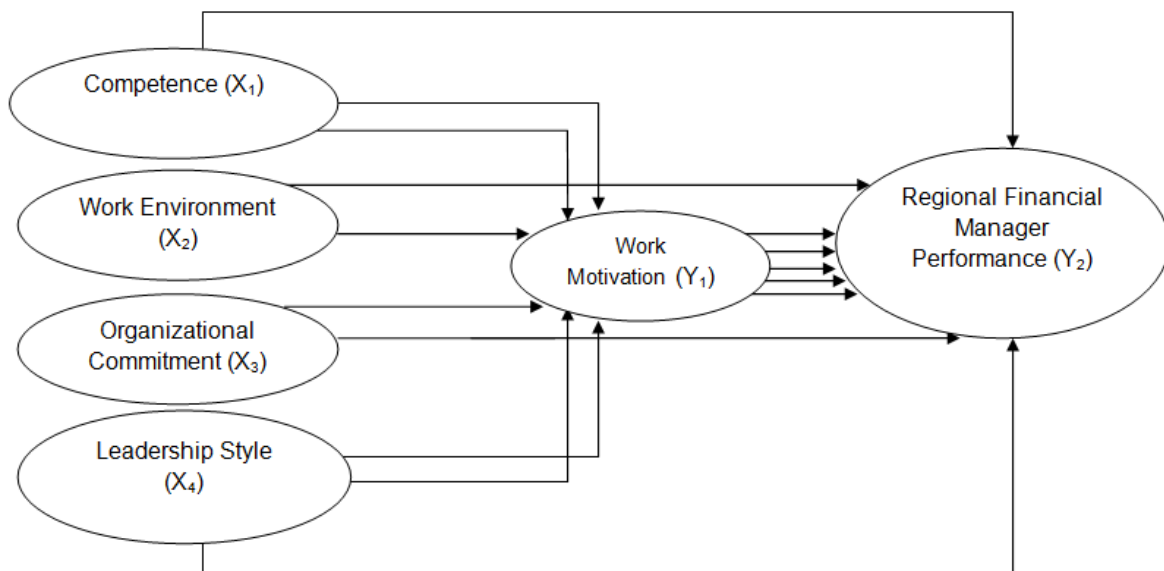 Competence (X₁)
Work Environment
(X₂)
Organizational
Commitment (X₃)
Leadership Style
(X₄)
Work
Motivation (Y₁)
Regional Financial
Manager
Performance (Y₂)